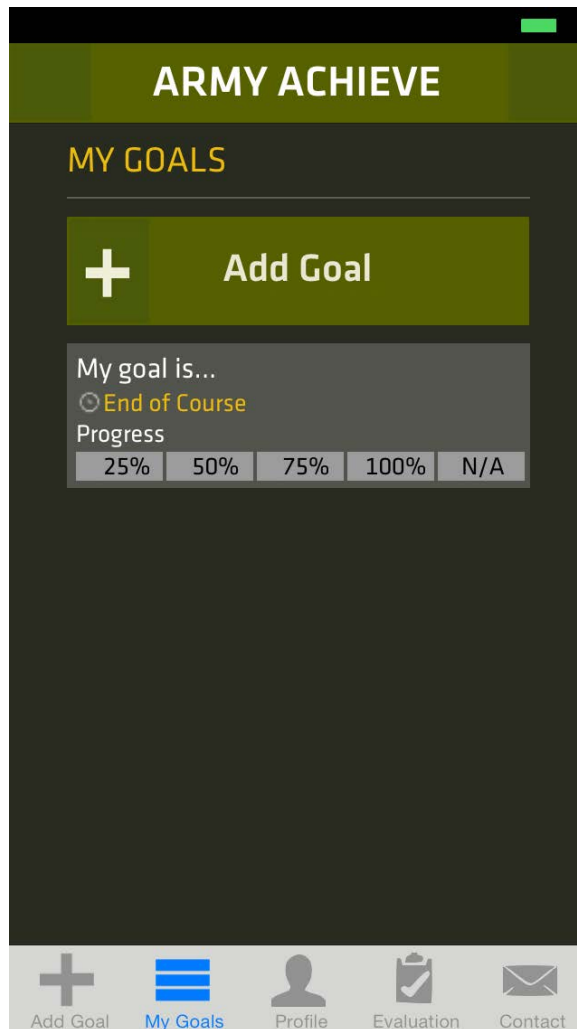 ARMY ACHIEVE
MY GOALS
Add Goal
My goal is...
End of Course
Progress
25% 50% 75% 100% N/A
Add Goal My Goals Profile Evaluation Contact